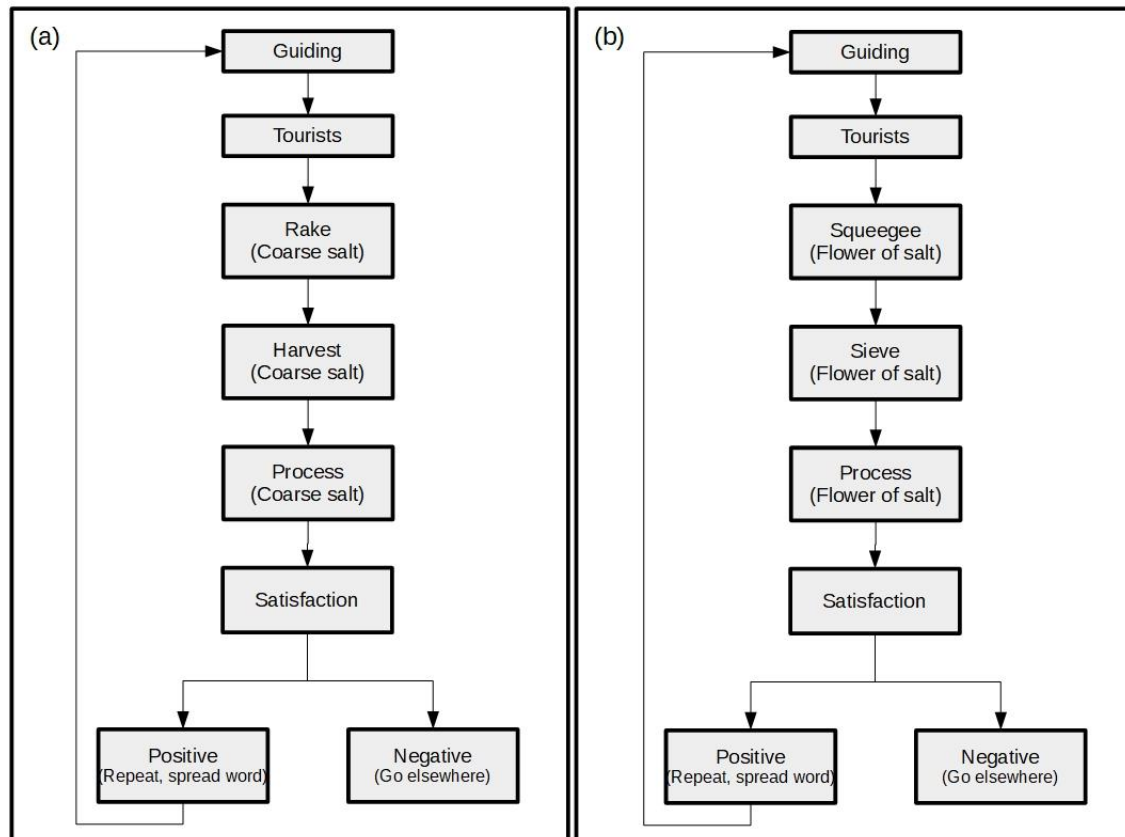 (a)
Guiding
Tourists
Rake
(Coarse salt)
Harvest
(Coarse salt)
Process
(Coarse salt)
Satisfaction
Positive
(Repeat, spread word)
Negative
(Go elsewhere)
(b)
Guiding
Tourists
Squeegee
(Flower of salt)
Sieve
(Flower of salt)
Process
(Flower of salt)
Satisfaction
Positive
(Repeat, spread word)
Negative
(Go elsewhere)